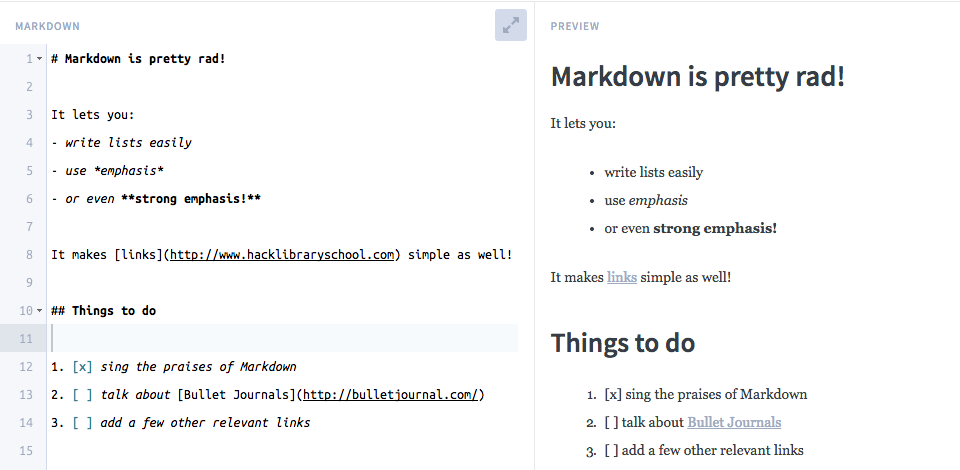 MARKDOWN
1 # Markdown is pretty rad!
2
3 It lets you:
4 - write lists easily
5 - use *emphasis*
6 - or even **strong emphasis!**
7
8 It makes [links](http://www.hacklibraryschool.com) simple as well!
9
10 ## Things to do
11
12 1. [x] sing the praises of Markdown
13 2. [ ] talk about [Bullet Journals](http://bulletjournal.com/)
14 3. [ ] add a few other relevant links
15
PREVIEW
Markdown is pretty rad!
It lets you:
• write lists easily
• use emphasis
• or even strong emphasis!
It makes links simple as well!
Things to do
1. [x] sing the praises of Markdown
2. [ ] talk about Bullet Journals
3. [ ] add a few other relevant links